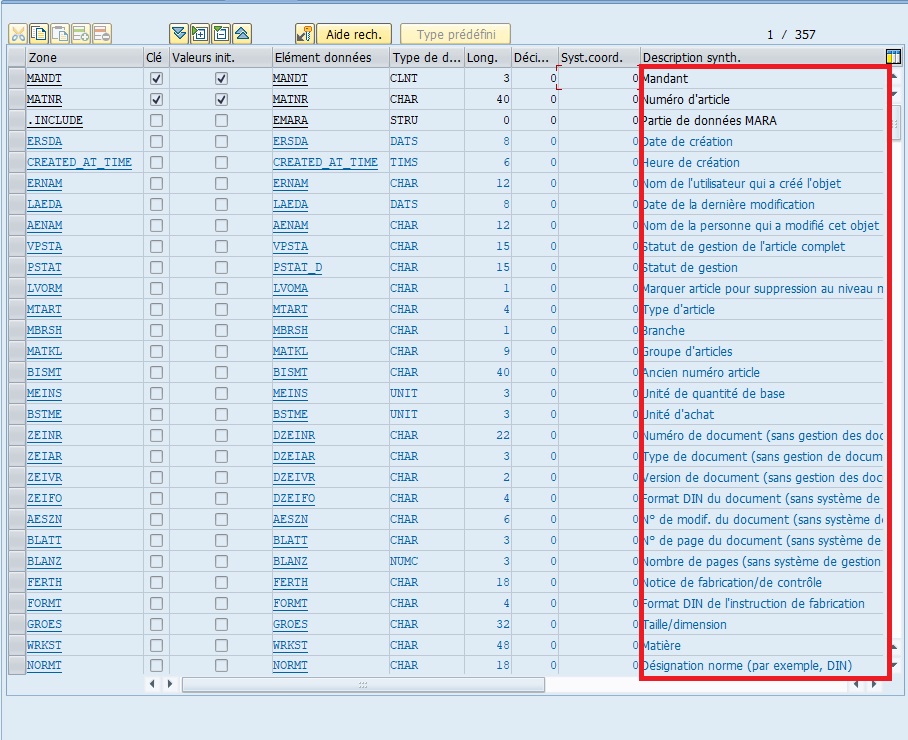 Aide rech. Type prédéfini 1 / 357
Zone Clé Valeurs init. Elément données Type de d... Long. Déci... Syst.coord. Description synth.
MANDT MANDT CLNT 3 0 0 Mandant
MATNR MATNR CHAR 40 0 0 Numéro d'article
.INCLUDE EMARA STRU 0 0 0 Partie de données MARA
ERSDA ERSDA DATS 8 0 0 Date de création
CREATED_AT_TIME CREATED_AT_TIME TIMS 6 0 0 Heure de création
ERNAM ERNAM CHAR 12 0 0 Nom de l'utilisateur qui a créé l'objet
LAEDA LAEDA DATS 8 0 0 Date de la dernière modification
AENAM AENAM CHAR 12 0 0 Nom de la personne qui a modifié cet objet
VPSTA VPSTA CHAR 15 0 0 Statut de gestion de l'article complet
PSTAT PSTAT_D CHAR 15 0 0 Statut de gestion
LVORM LVOMA CHAR 1 0 0 Marquer article pour suppression au niveau
MTART MTART CHAR 4 0 0 Type d'article
MBRSH MBRSH CHAR 1 0 0 Branche
MATKL MATKL CHAR 9 0 0 Groupe d'articles
BISMT BISMT CHAR 40 0 0 Ancien numéro article
MEINS MEINS UNIT 3 0 0 Unité de quantité de base
BSTME BSTME UNIT 3 0 0 Unité d'achat
ZEINR DZEINR CHAR 22 0 0 Numéro de document (sans gestion des doc
ZEIAR DZEIAR CHAR 3 0 0 Type de document (sans gestion de docum
ZEIVR DZEIVR CHAR 2 0 0 Version de document (sans gestion des doc
ZEIFO DZEIFO CHAR 4 0 0 Format DIN du document (sans système de
AESZN AESZN CHAR 6 0 0 N° de modif. du document (sans système d
BLATT BLATT CHAR 3 0 0 N° de page du document (sans système de
BLANZ BLANZ NUMC 3 0 0 Nombre de pages (sans système de gestion
FERTH FERTH CHAR 18 0 0 Notice de fabrication/de contrôle
FORMT FORMT CHAR 4 0 0 Format DIN de l'instruction de fabrication
GROES GROES CHAR 32 0 0 Taille/dimension
WRKST WRKST CHAR 48 0 0 Matière
NORMT NORMT CHAR 18 0 0 Désignation norme (par exemple, DIN)